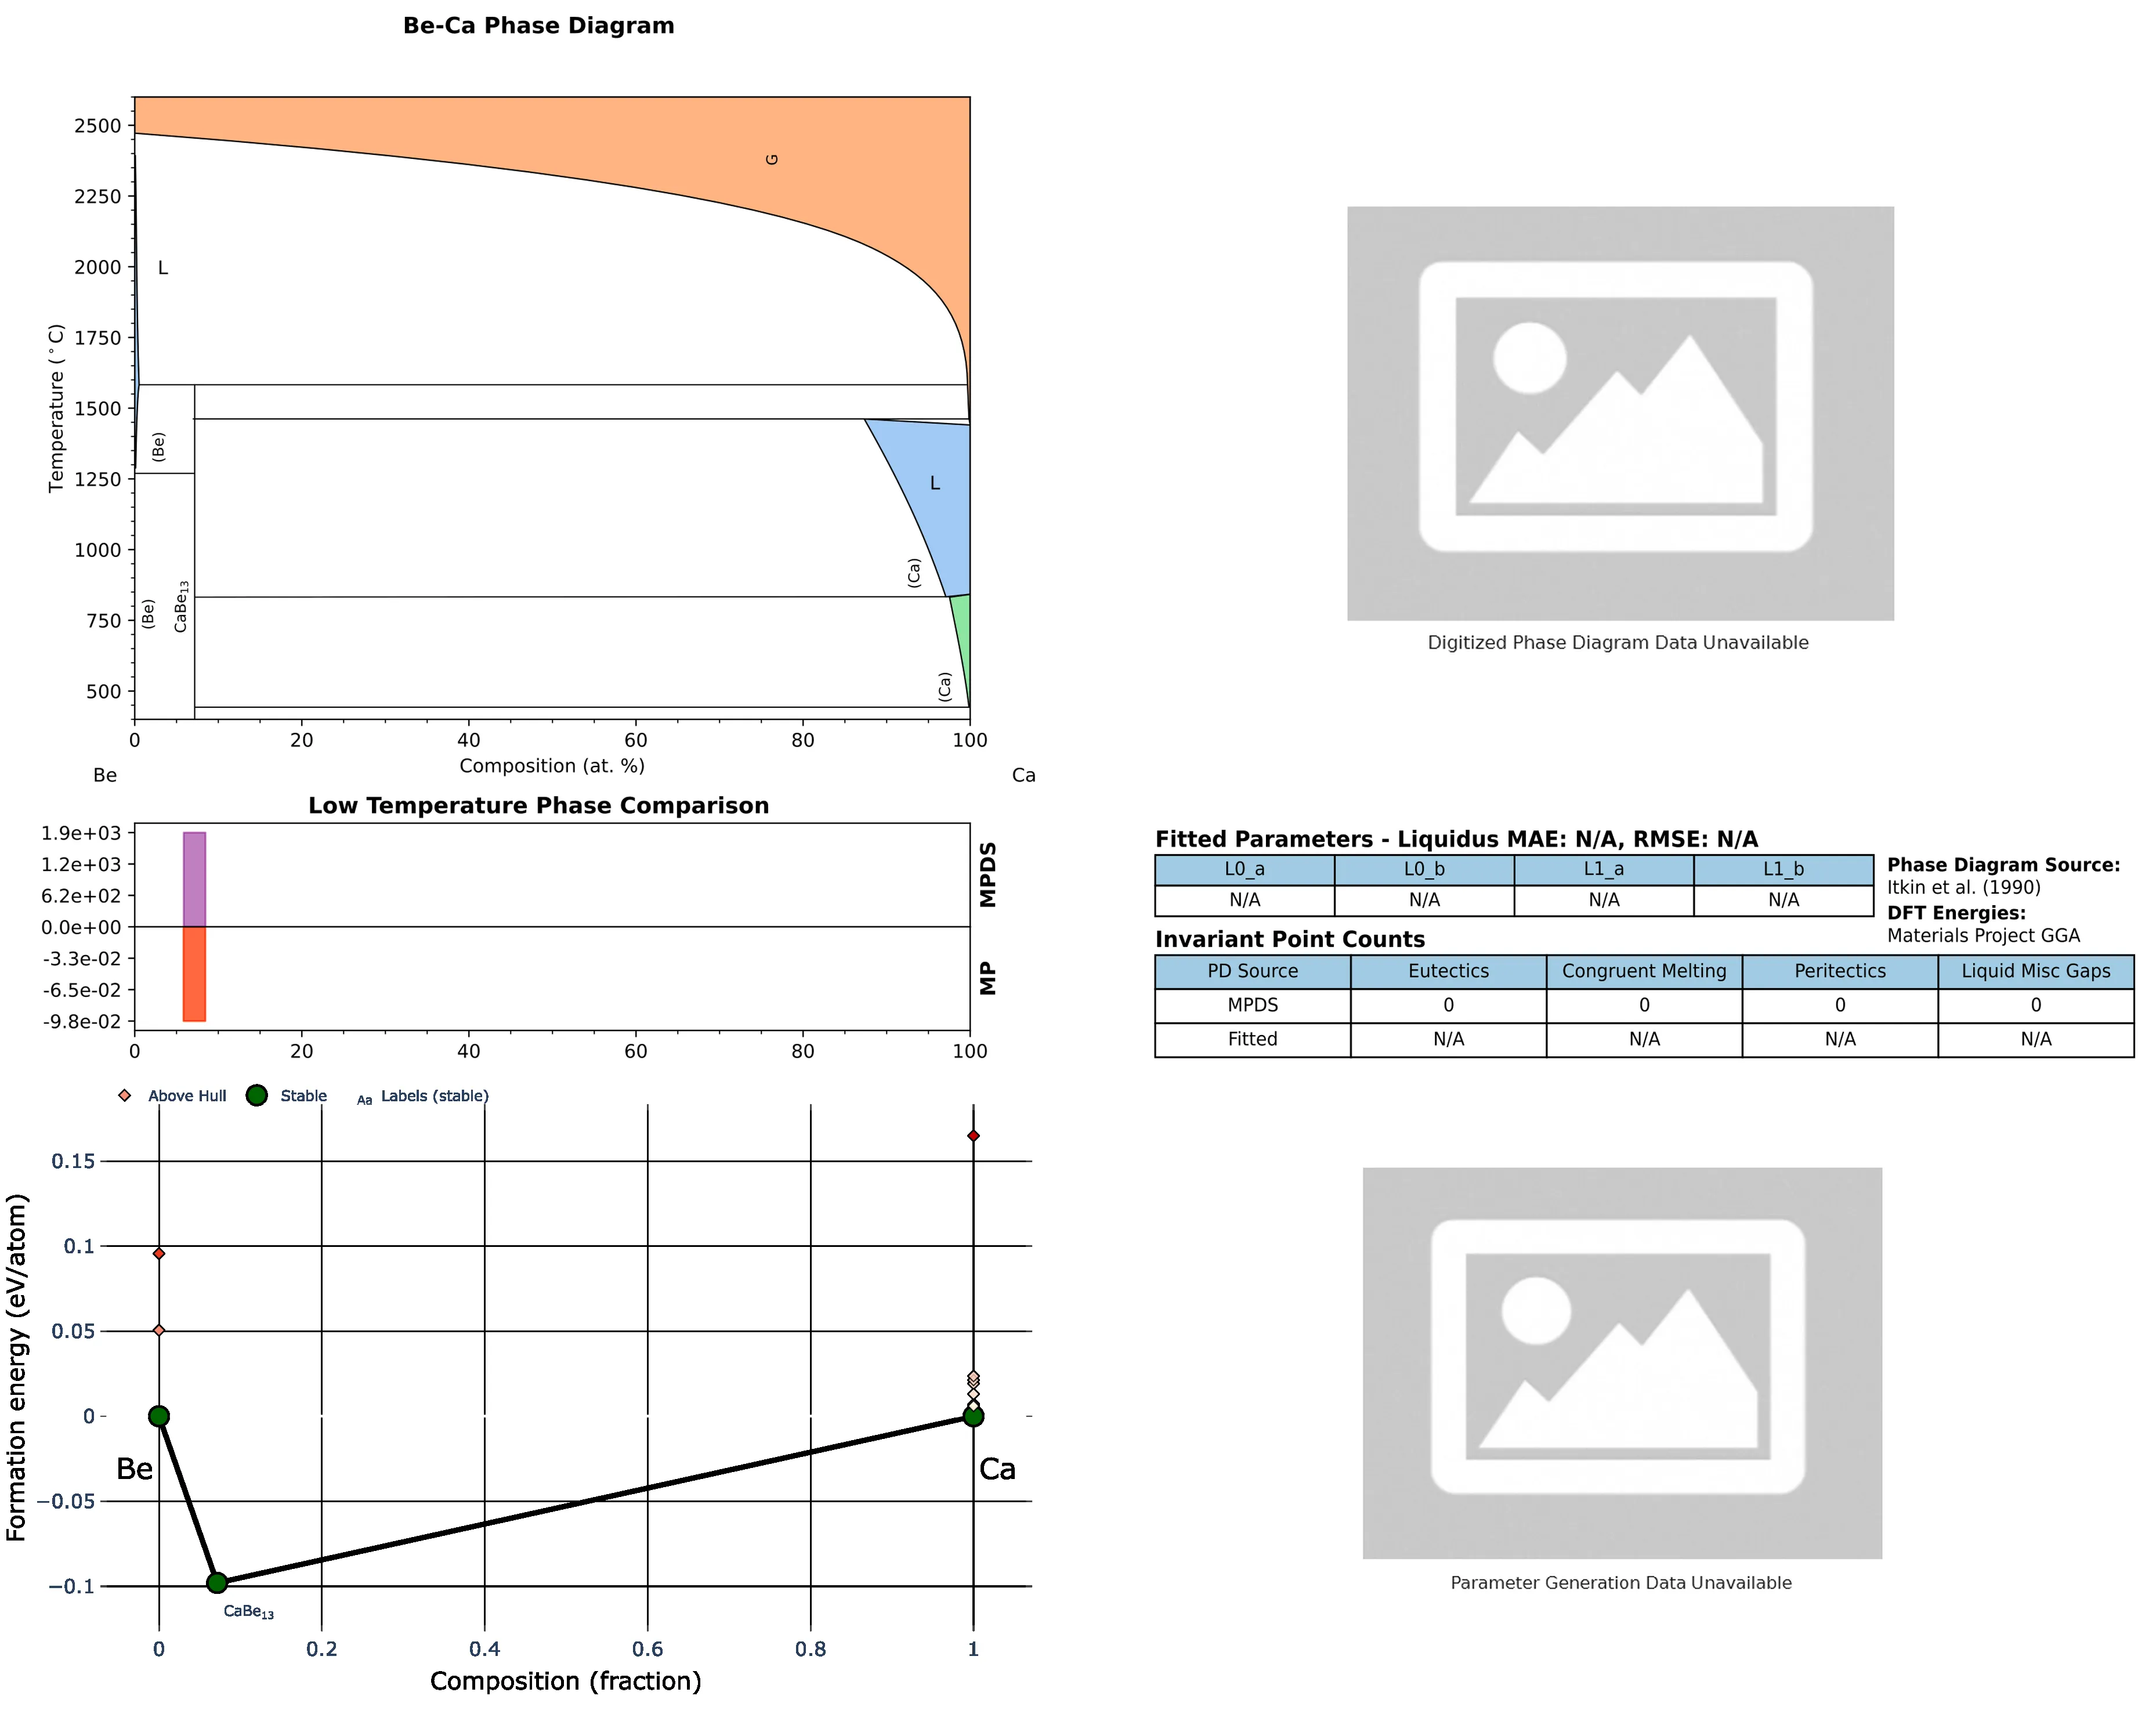 Be-Ca Phase Diagram
2500
2250
2000
1750
1500
1250
1000
750
500
Temperature (°C)
G
L
(Be)
L
(Ca)
CaBe13
(Be)
(Ca)
0 20 40 60 80 100
Composition (at. %)
Be Ca
Digitized Phase Diagram Data Unavailable
Low Temperature Phase Comparison
1.9e+03
1.2e+03
6.2e+02
0.0e+00
-3.3e-02
-6.5e-02
-9.8e-02
MPDS
MP
0 20 40 60 80 100
Fitted Parameters - Liquidus MAE: N/A, RMSE: N/A
L0_a L0_b L1_a L1_b
N/A N/A N/A N/A
Phase Diagram Source:
Itkin et al. (1990)
DFT Energies:
Materials Project GGA
Invariant Point Counts
PD Source Eutectics Congruent Melting Peritectics Liquid Misc Gaps
MPDS 0 0 0 0
Fitted N/A N/A N/A N/A
Above Hull Stable Aa Labels (stable)
0.15
0.1
0.05
0
−0.05
−0.1
Formation energy (eV/atom)
Be
Ca
CaBe13
0 0.2 0.4 0.6 0.8 1
Composition (fraction)
Parameter Generation Data Unavailable